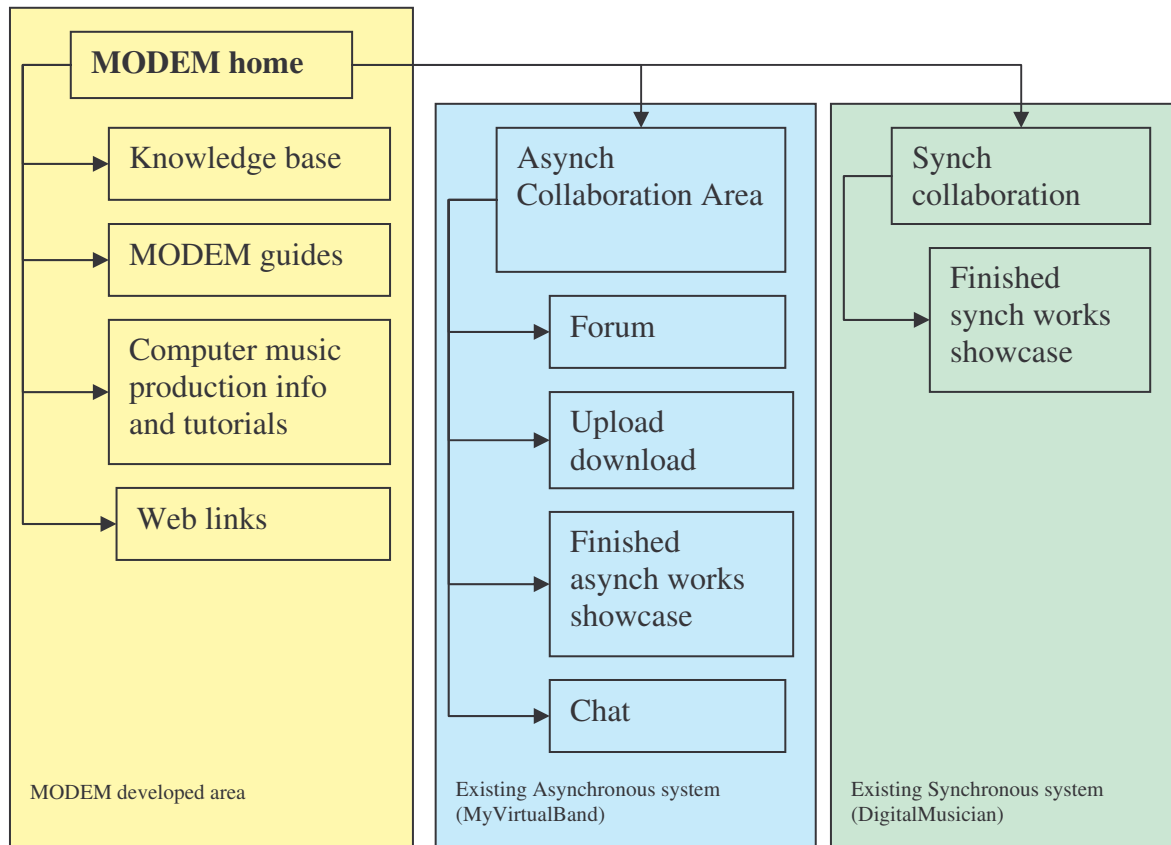 MODEM home
Knowledge base
MODEM guides
Computer music
production info
and tutorials
Web links
MODEM developed area
Asynch
Collaboration Area
Forum
Upload
download
Finished
asynch works
showcase
Chat
Existing Asynchronous system
(MyVirtualBand)
Synch
collaboration
Finished
synch works
showcase
Existing Synchronous system
(DigitalMusician)